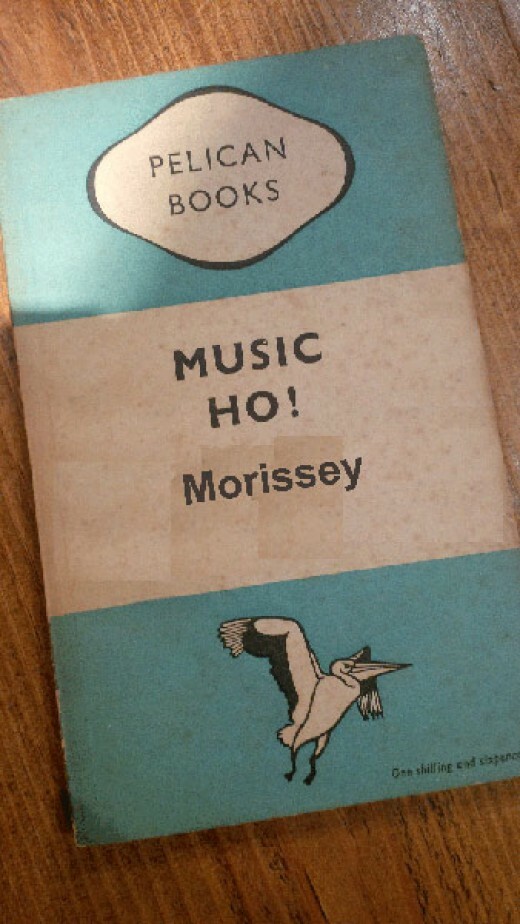 PELICAN
BOOKS
MUSIC
HO!
Morissey
One shilling and sixpence